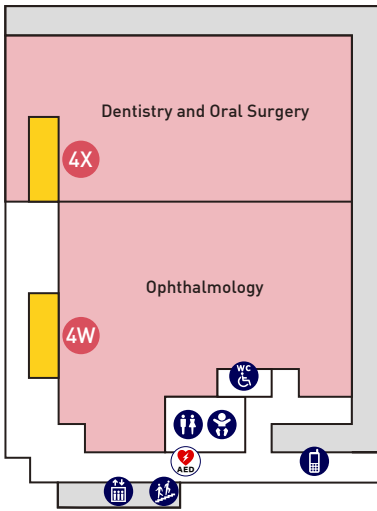 Dentistry and Oral Surgery
4X
Ophthalmology
4W
WC
AED